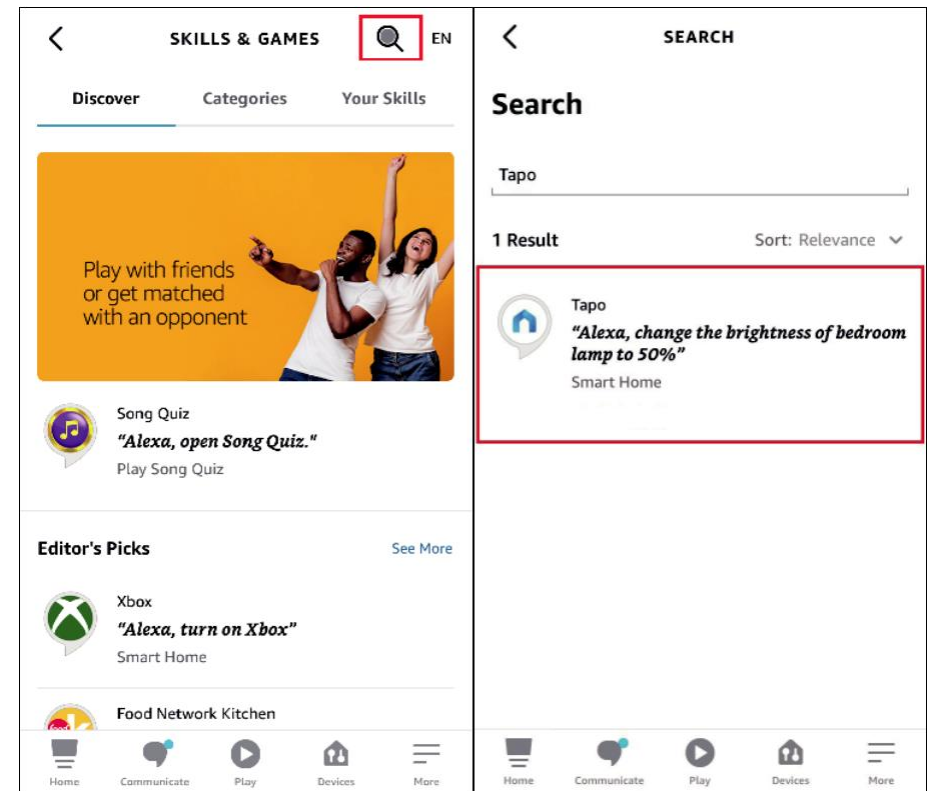 SKILLS & GAMES
EN
Discover
Categories
Your Skills
Play with friends
or get matched
with an opponent
Song Quiz
“Alexa, open Song Quiz."
Play Song Quiz
Editor's Picks
See More
Xbox
“Alexa, turn on Xbox”
Smart Home
Food Network Kitchen
food
Home
Communicate
Play
Devices
More
SEARCH
Search
Tapo
1 Result
Sort: Relevance
Tapo
“Alexa, change the brightness of bedroom
lamp to 50%”
Smart Home
Home
Communicate
Play
Devices
More